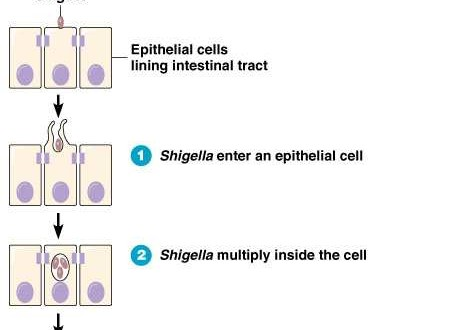 Epithelial cells
lining intestinal tract
1 Shigella enter an epithelial cell
2 Shigella multiply inside the cell